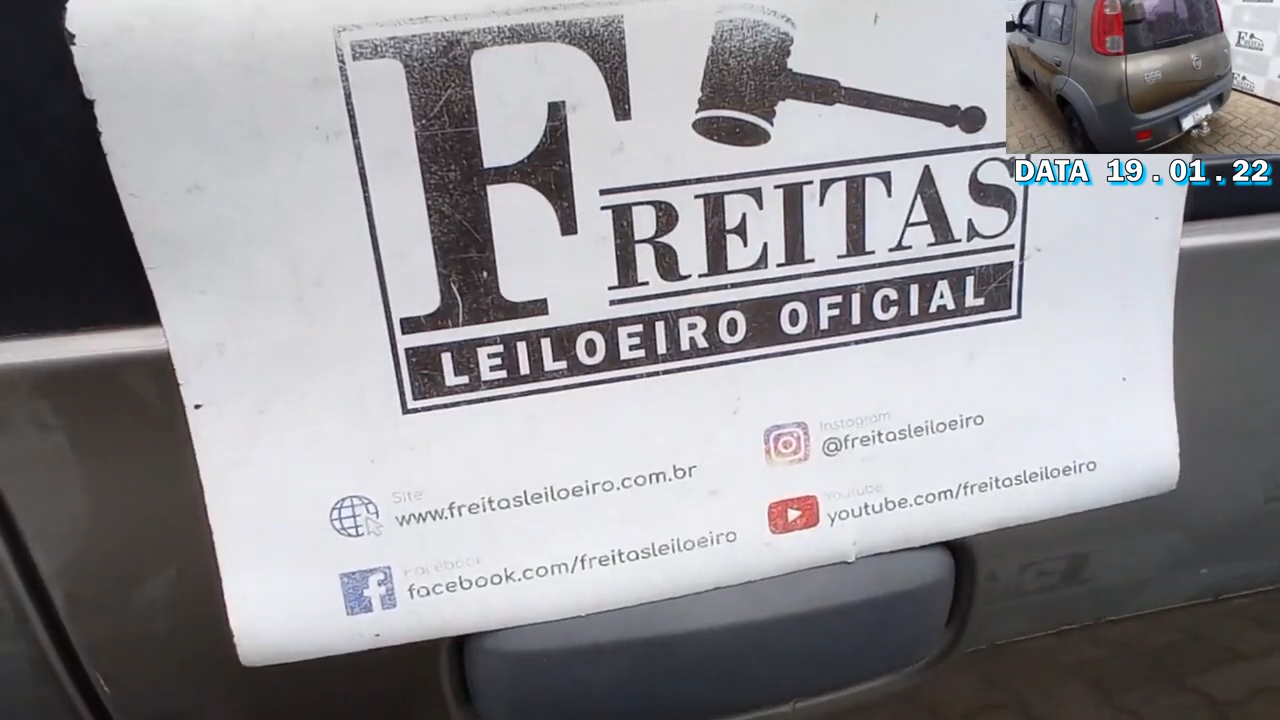 FREITAS
LEILOEIRO OFICIAL
Site
www.freitasleiloeiro.com.br
Facebook
facebook.com/freitasleiloeiro
Instagram
@freitasleiloeiro
Youtube
youtube.com/freitasleiloeiro
DATA 19.01.22